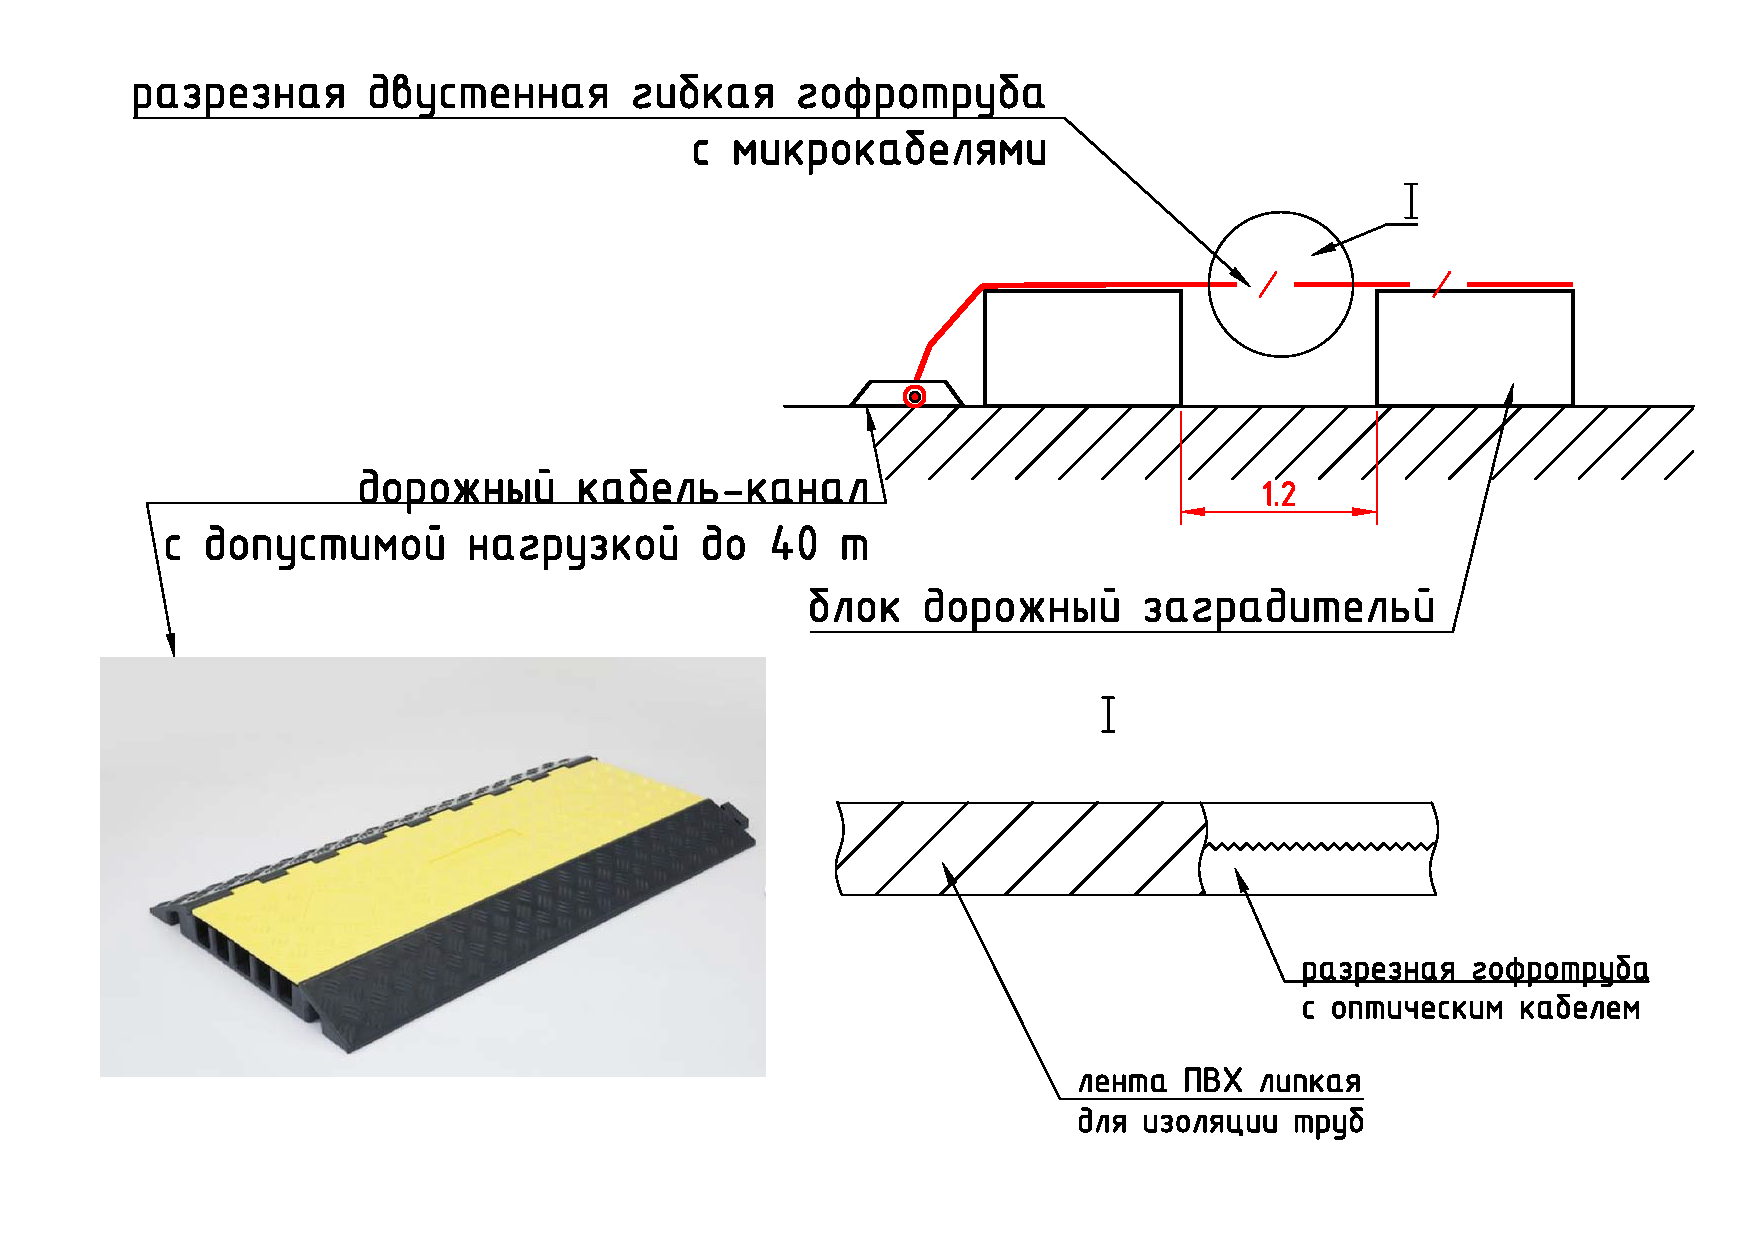 разрезная двустенная гибкая гофротруба
с микрокабелями
I
дорожный кабель-канал
с допустимой нагрузкой до 40 т
1.2
блок дорожный заградителый
I
разрезная гофротруба
с оптическим кабелем
лента ПВХ липкая
для изоляции труб